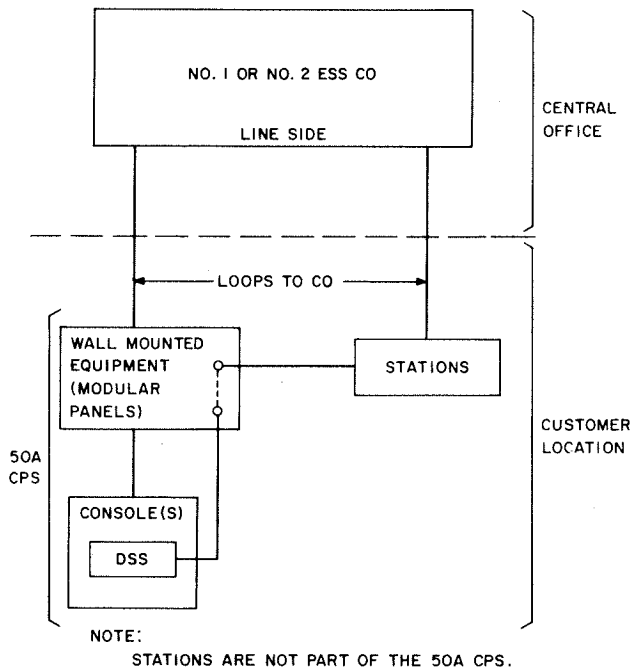 NO. 1 OR NO. 2 ESS CO
LINE SIDE
CENTRAL
OFFICE
LOOPS TO CO
WALL MOUNTED
EQUIPMENT
(MODULAR
PANELS)
STATIONS
CUSTOMER
LOCATION
50A
CPS
CONSOLE(S)
DSS
NOTE:
STATIONS ARE NOT PART OF THE 50A CPS.